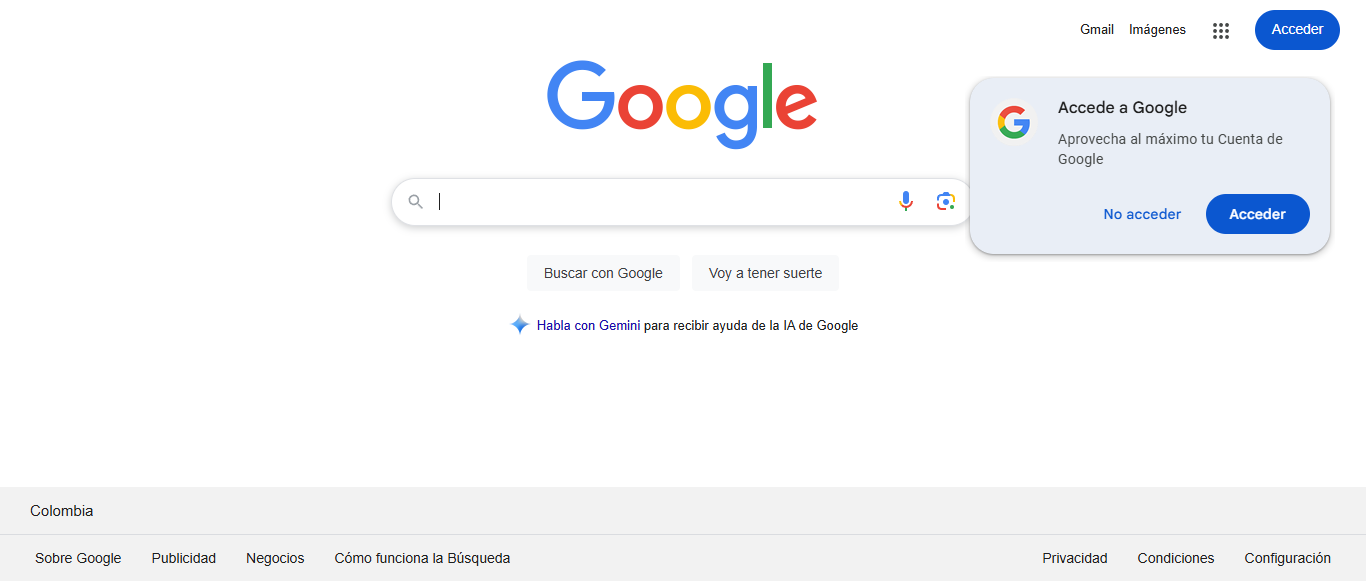 Gmail Imágenes Acceder
Google
Accede a Google
Aprovecha al máximo tu Cuenta de
Google
No acceder Acceder
Buscar con Google Voy a tener suerte
Habla con Gemini para recibir ayuda de la IA de Google
Colombia
Sobre Google Publicidad Negocios Cómo funciona la Búsqueda Privacidad Condiciones Configuración